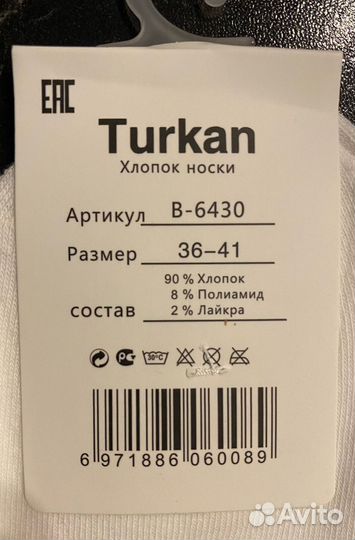 EAC
Turkan
Хлопок носки
Артикул B-6430
Размер 36–41
90 % Хлопок
8 % Полиамид
состав 2 % Лайкра
30°C
6 971886 060089
Avito